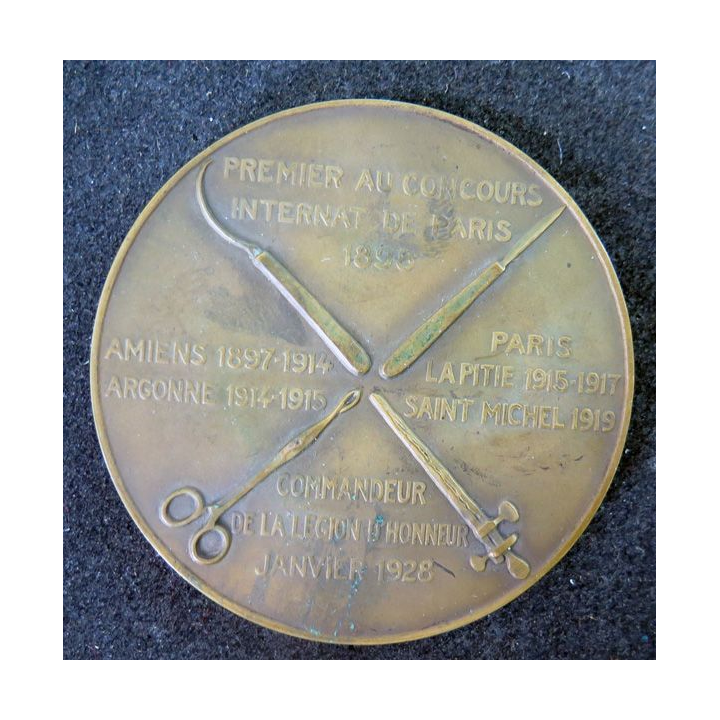 PREMIER AU CONCOURS
INTERNAT DE PARIS
AMIENS 1897-1914
ARGONNE 1914-1915
PARIS
LA PITIE 1915-1917
SAINT MICHEL 1919
COMMANDEUR
DE LA LEGION D'HONNEUR
JANVIER 1928